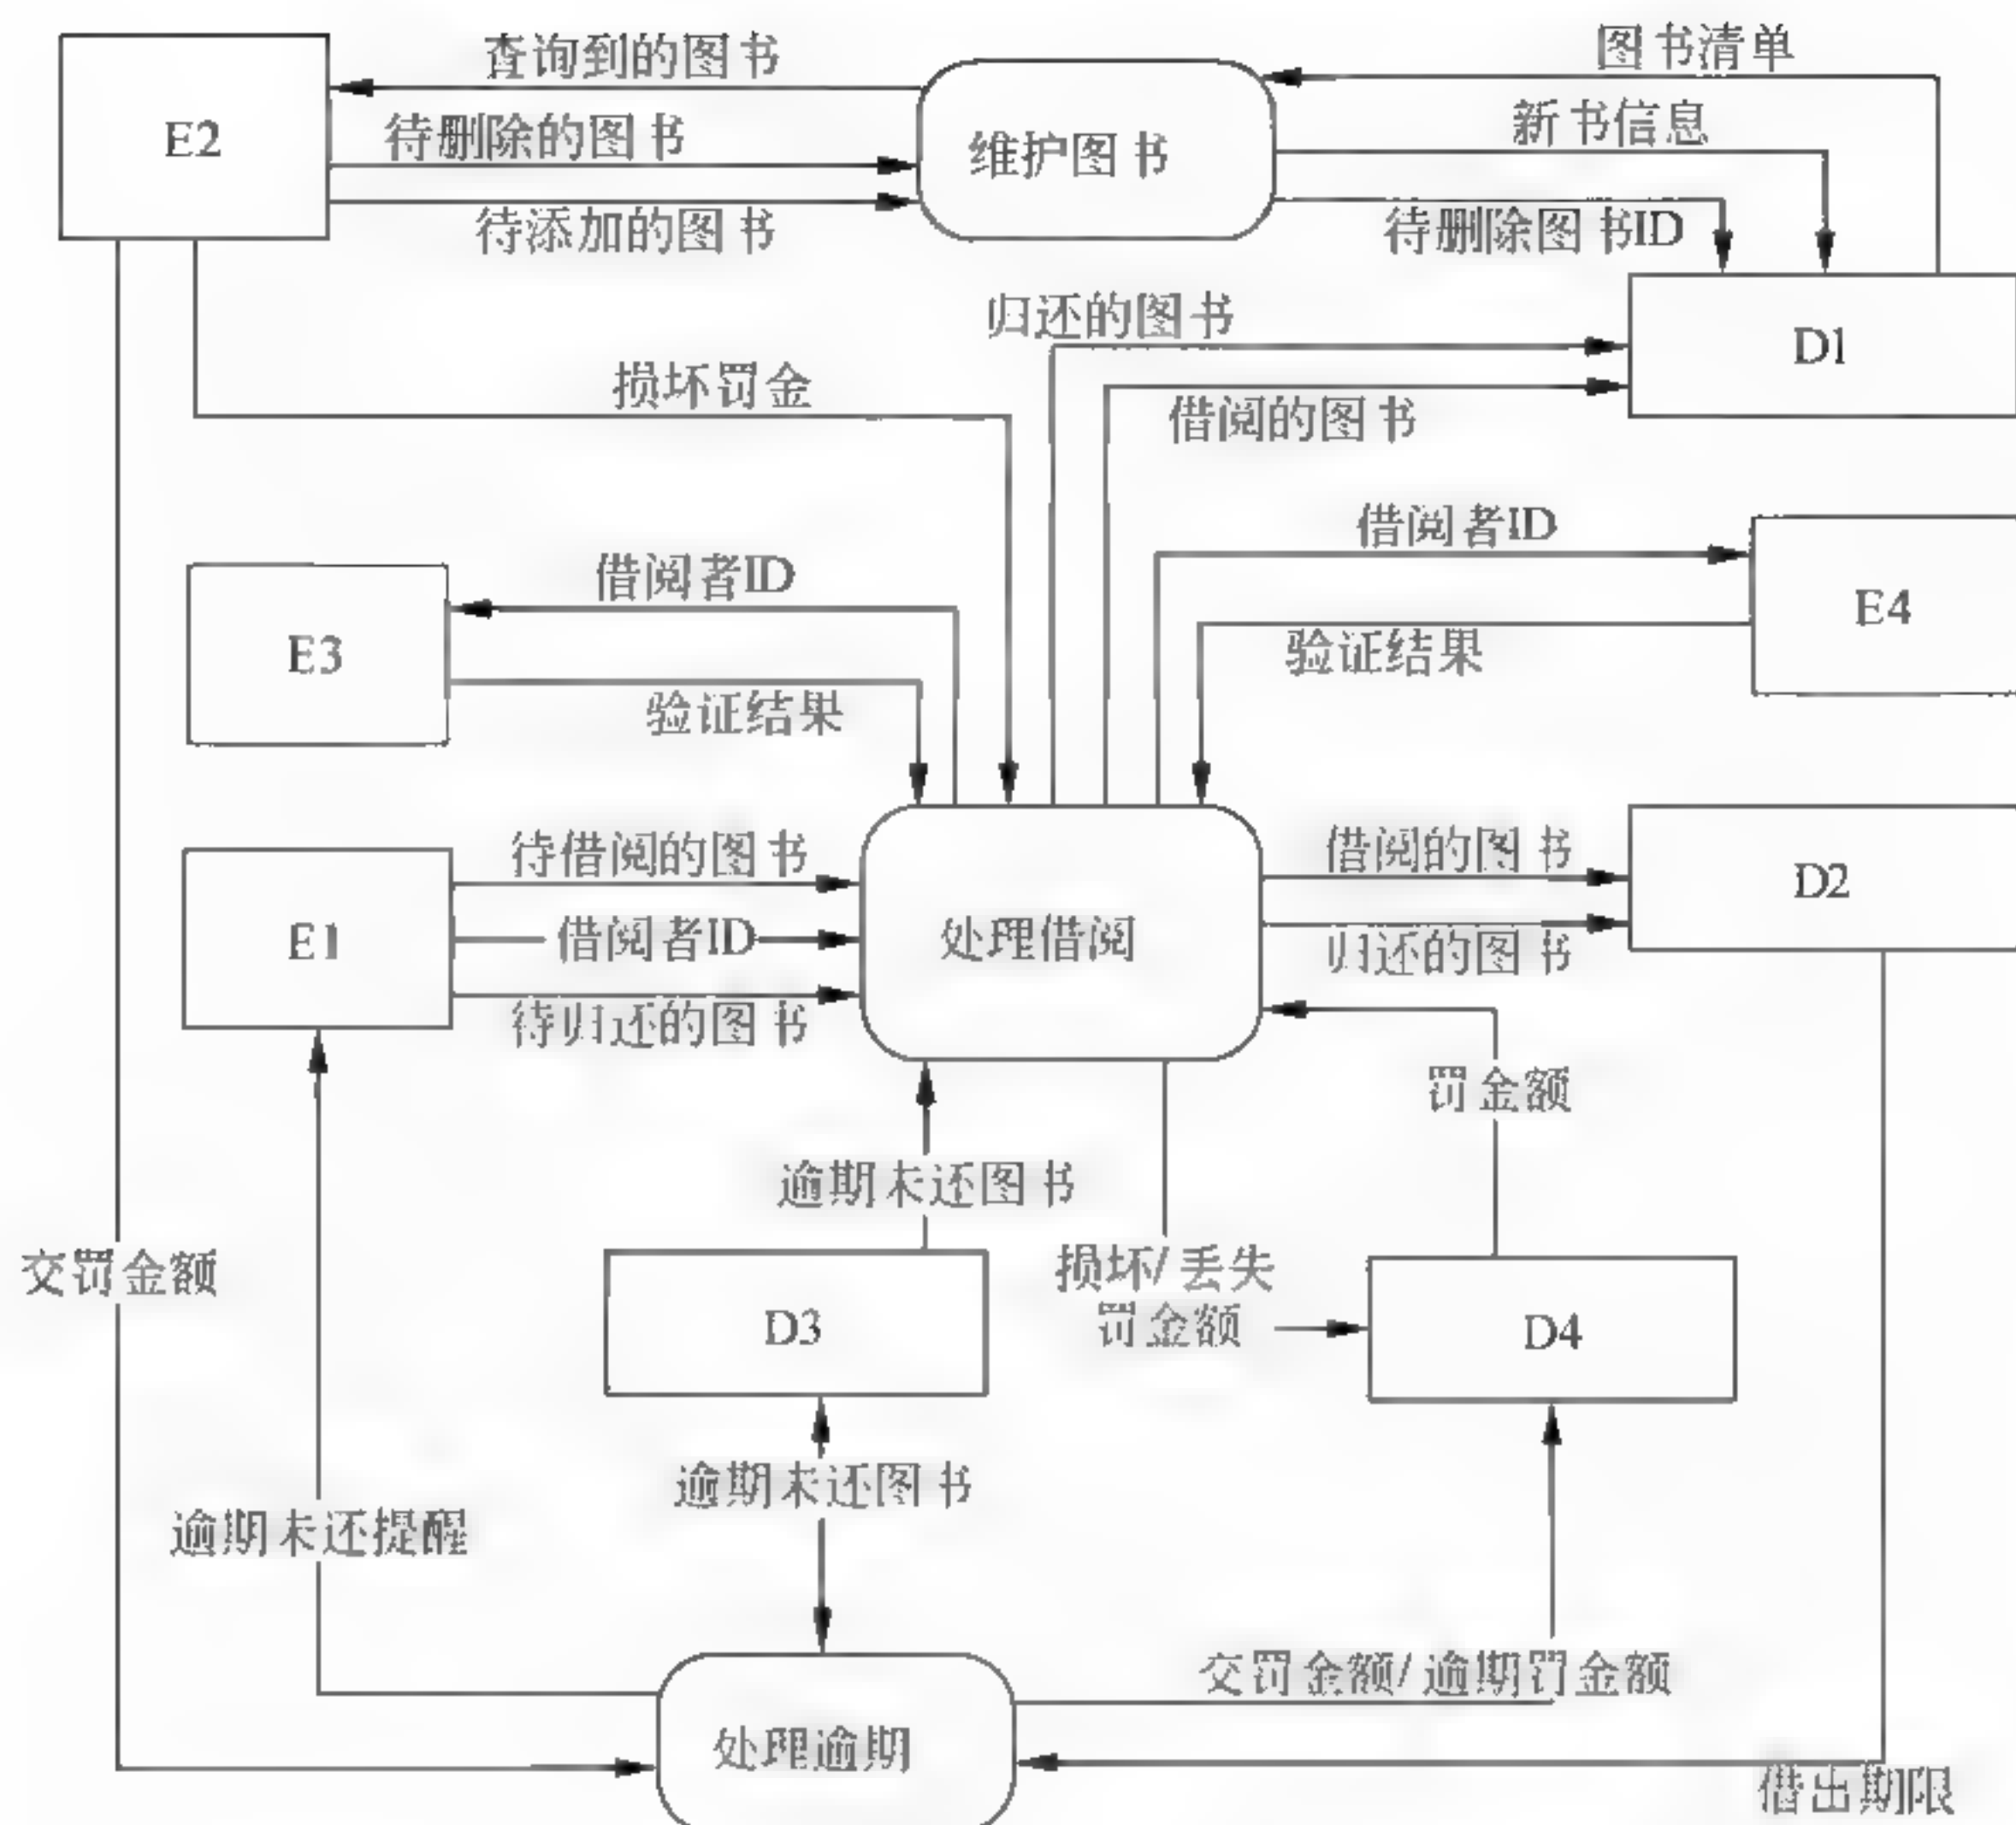 查询到的图书
图书清单
E2
待删除的图书
维护图书
新书信息
待添加的图书
待删除图书ID
归还的图书
D1
损坏罚金
借阅的图书
借阅者ID
借阅者ID
E3
E4
验证结果
验证结果
待借阅的图书
借阅的图书
D2
E1
借阅者ID
处理借阅
归还的图书
待归还的图书
罚金额
逾期未还图书
交罚金额
损坏/丢失
罚金额
D3
D4
逾期未还图书
逾期未还提醒
交罚金额/逾期罚金额
处理逾期
借出期限